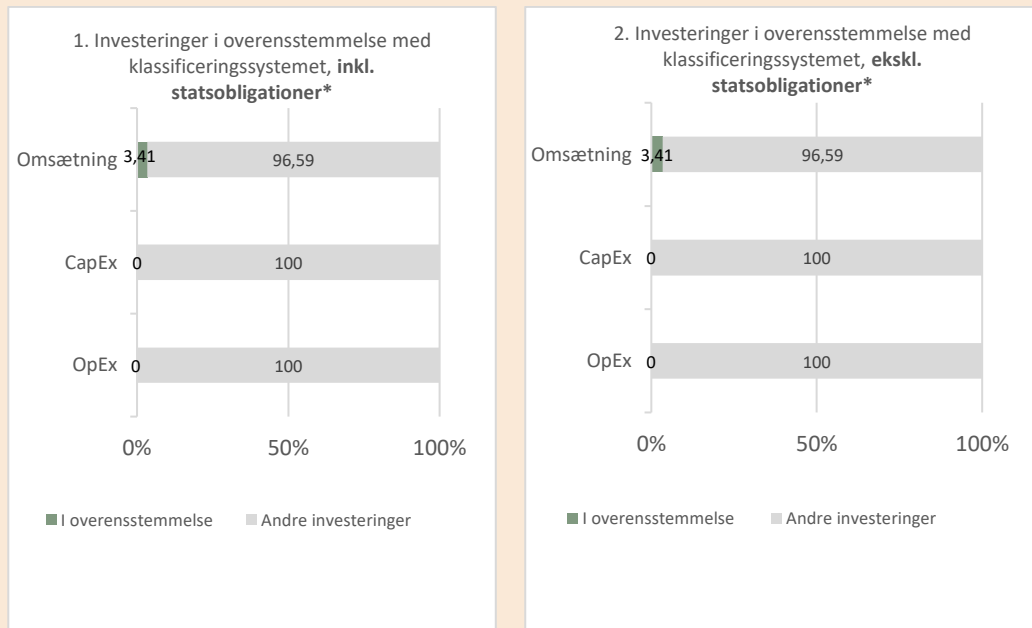 1. Investeringer i overensstemmelse med
klassificeringssystemet, inkl.
statsobligationer*
Omsætning 3,41 96,59
CapEx 0 100
OpEx 0 100
0% 50% 100%
I overensstemmelse Andre investeringer
2. Investeringer i overensstemmelse med
klassificeringssystemet, ekskl.
statsobligationer*
Omsætning 3,41 96,59
CapEx 0 100
OpEx 0 100
0% 50% 100%
I overensstemmelse Andre investeringer